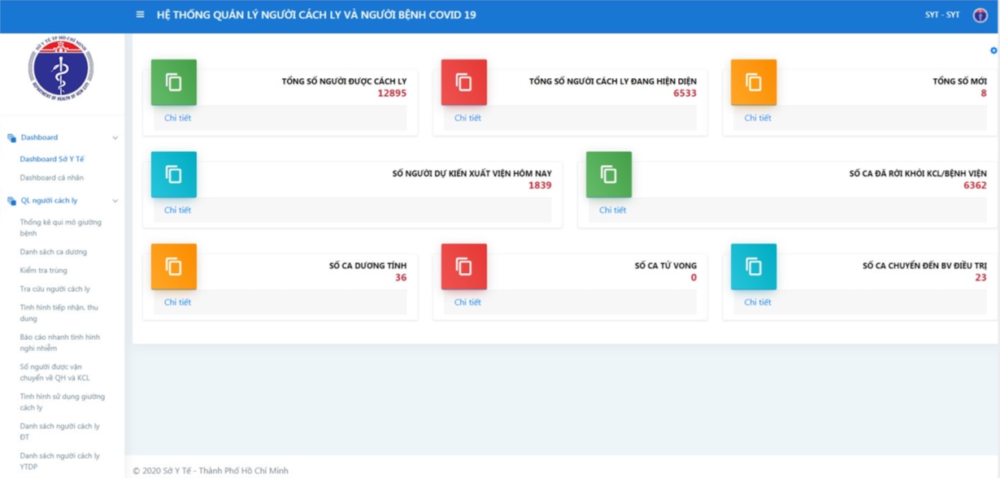 HỆ THỐNG QUẢN LÝ NGƯỜI CÁCH LY VÀ NGƯỜI BỆNH COVID 19
SYT - SYT
SỞ Y TẾ TP HỒ CHÍ MINH
DEPARTMENT OF HEALTH OF HCM CITY
Dashboard
Dashboard Sở Y Tế
Dashboard cá nhân
QL người cách ly
Thống kê qui mô giường
bệnh
Danh sách ca dương
Kiểm tra trùng
Tra cứu người cách ly
Tình hình tiếp nhận, thu
dung
Báo cáo nhanh tình hình
nghi nhiễm
Số người được vận
chuyển về QH và KCL
Tình hình sử dụng giường
cách ly
Danh sách người cách ly
ĐT
Danh sách người cách ly
YTDP
TỔNG SỐ NGƯỜI ĐƯỢC CÁCH LY
12895
Chi tiết
TỔNG SỐ NGƯỜI CÁCH LY ĐANG HIỆN DIỆN
6533
Chi tiết
TỔNG SỐ MỚI
8
Chi tiết
SỐ NGƯỜI DỰ KIẾN XUẤT VIỆN HÔM NAY
1839
Chi tiết
SỐ CA ĐÃ RỜI KHỎI KCL/BỆNH VIỆN
6362
Chi tiết
SỐ CA DƯƠNG TÍNH
36
Chi tiết
SỐ CA TỬ VONG
0
Chi tiết
SỐ CA CHUYỂN ĐẾN BV ĐIỀU TRỊ
23
Chi tiết
© 2020 Sở Y Tế - Thành Phố Hồ Chí Minh